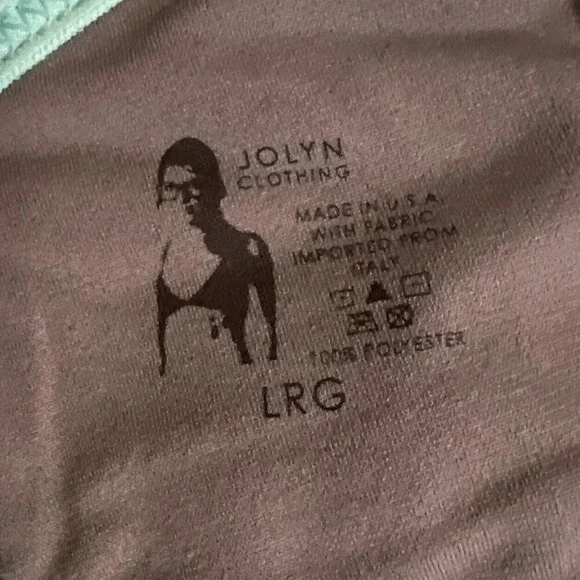 JOLYN
CLOTHING
MADE IN U.S.A.
WITH FABRIC
IMPORTED FROM
ITALY
100% POLYESTER
LRG